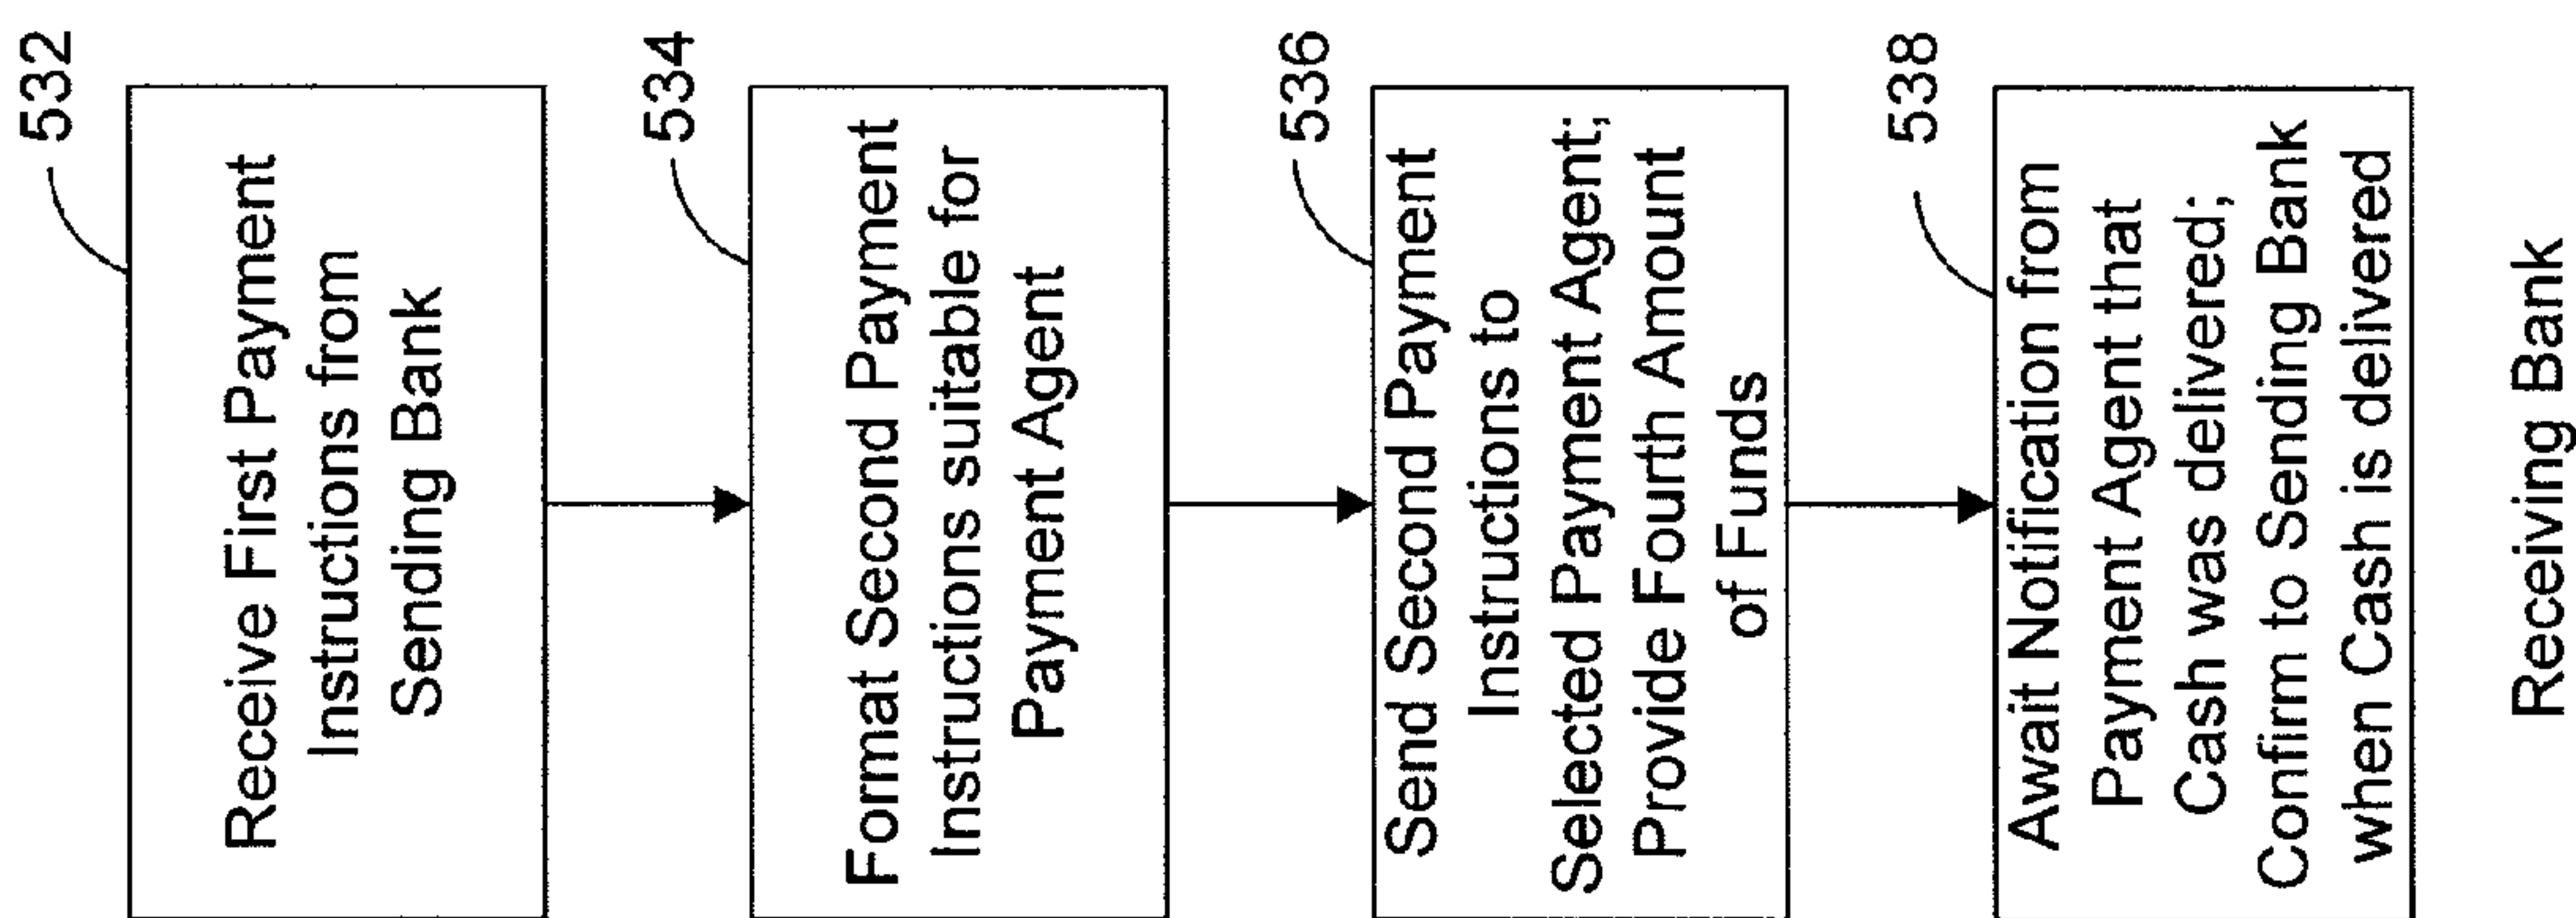 532
Receive First Payment
Instructions from
Sending Bank
534
Format Second Payment
Instructions suitable for
Payment Agent
536
Send Second Payment
Instructions to
Selected Payment Agent;
Provide Fourth Amount
of Funds
538
Await Notification from
Payment Agent that
Cash was delivered;
Confirm to Sending Bank
when Cash is delivered
Receiving Bank